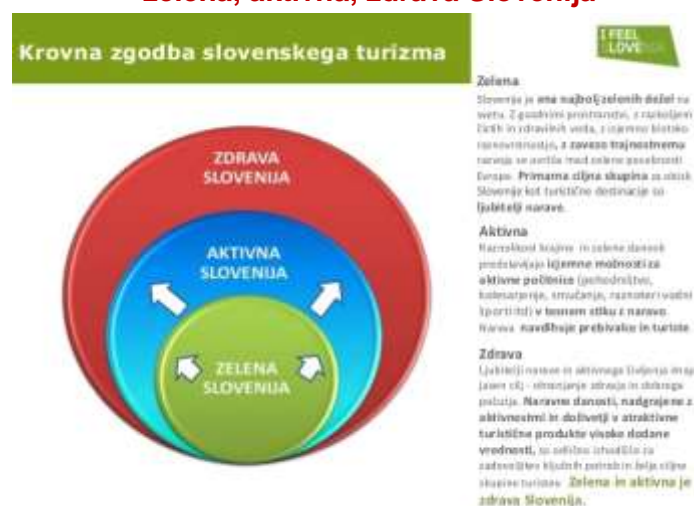 zelena, aktivna, zdrava Slovenija
Krovna zgodba slovenskega turizma
I FEEL
SLOVENIA
ZDRAVA
SLOVENIJA
AKTIVNA
SLOVENIJA
ZELENA
SLOVENIJA
Zelena
Slovenija je ena najbolj zelenih dežel na
svetu. Z gozdnimi prostranstvi, z razkošjem
čistih in zdravilnih voda, z izjemno biotsko
raznovrstnostjo, z zavezo trajnostnemu
razvoju se uvršča med zelene posebnosti
Evrope. Primarna ciljna skupina za obisk
Slovenije kot turistične destinacije so
ljubitelji narave.
Aktivna
Raznolikost krajine in zelene danosti
predstavljajo izjemne možnosti za
aktivne počitnice (pohodništvo,
kolesarjenje, smučanje, raznoteri vodni
športi itd) v tesnem stiku z naravo.
Narava navdihuje prebivalce in turiste
Zdrava
Ljubitelji narave in aktivnega življenja imajo
jasen cilj - ohranjanje zdravja in dobrega
počutja. Naravne danosti, nadgrajene z
aktivnostmi in doživetji v atraktivne
turistične produkte visoke dodane
vrednosti, so odlično izhodišče za
zadovoljitev ključnih potreb in želja ciljne
skupine turistov. Zelena in aktivna je
zdrava Slovenija.